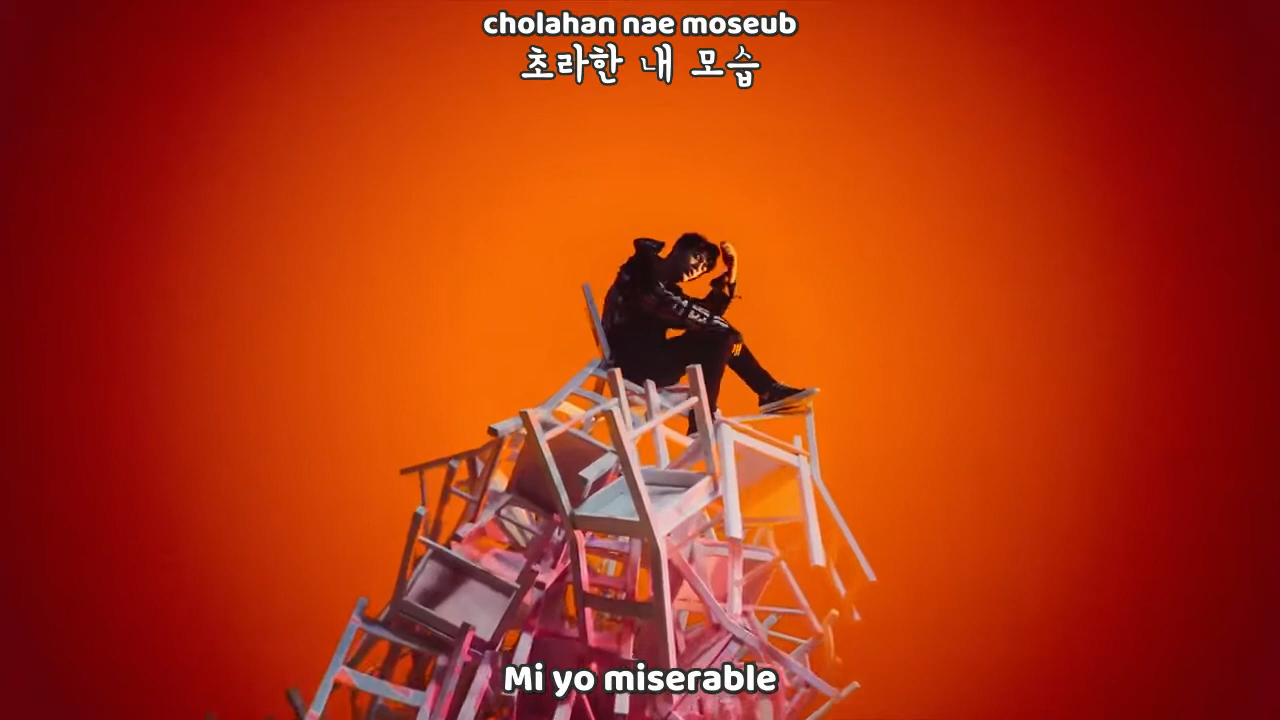 cholahan nae moseub
초라한 내 모습
Mi yo miserable